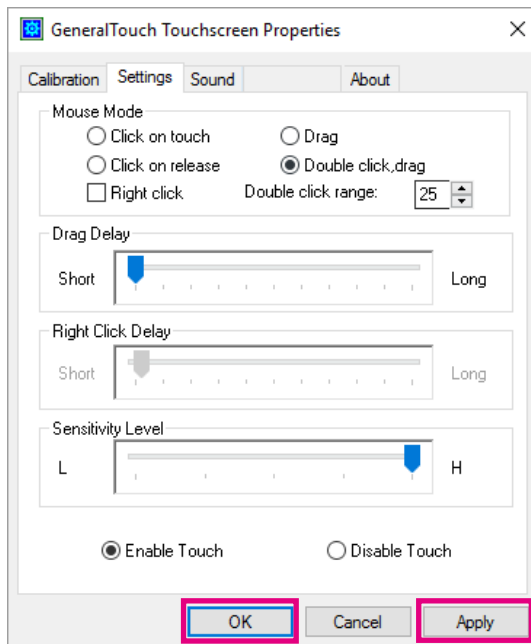 GeneralTouch Touchscreen Properties
Calibration Settings Sound About
Mouse Mode
Click on touch Drag
Click on release Double click,drag
Right click Double click range: 25
Drag Delay
Short Long
Right Click Delay
Short Long
Sensitivity Level
L H
Enable Touch Disable Touch
OK Cancel Apply